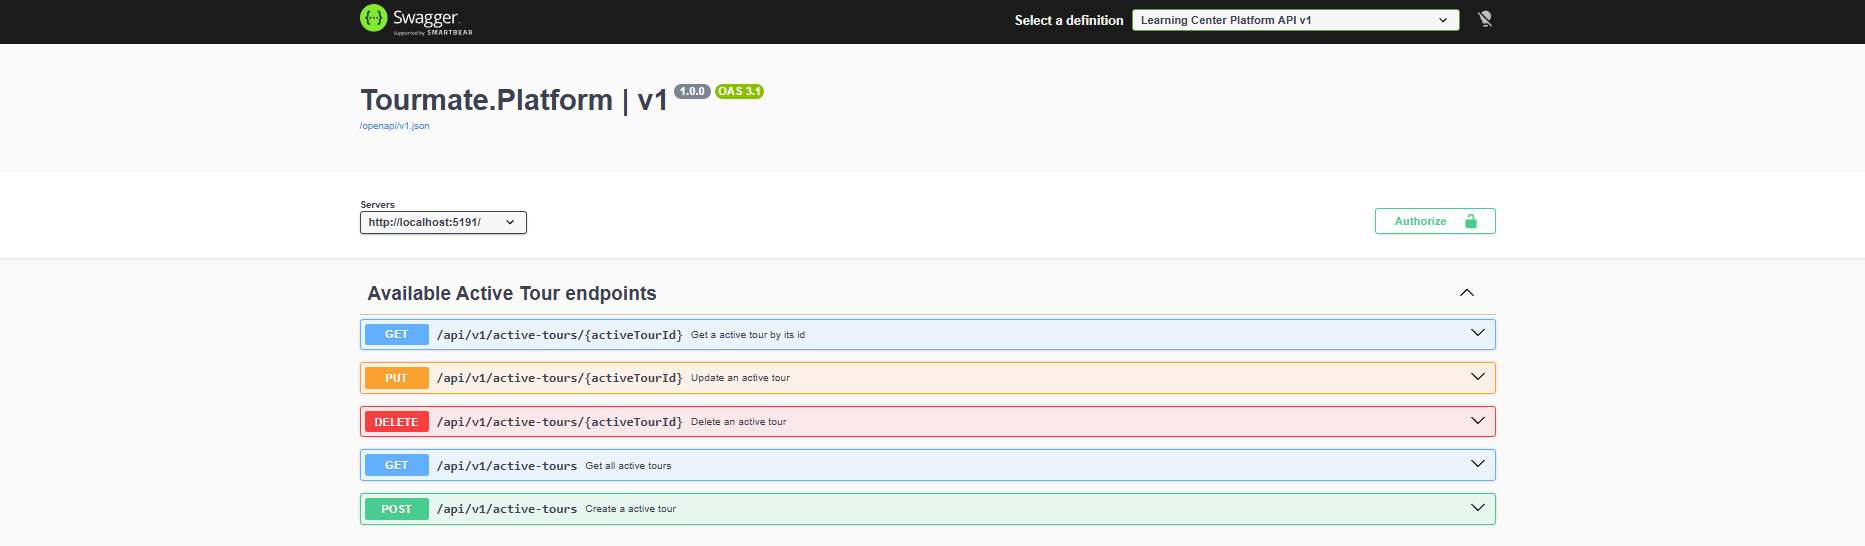 Swagger
Supported by SMARTBEAR
Select a definition
Learning Center Platform API v1
Tourmate.Platform | v1 1.0.0 OAS 3.1
/openapi/v1.json
Servers
http://localhost:5191/
Authorize
Available Active Tour endpoints
GET /api/v1/active-tours/{activeTourId} Get a active tour by its id
PUT /api/v1/active-tours/{activeTourId} Update an active tour
DELETE /api/v1/active-tours/{activeTourId} Delete an active tour
GET /api/v1/active-tours Get all active tours
POST /api/v1/active-tours Create a active tour